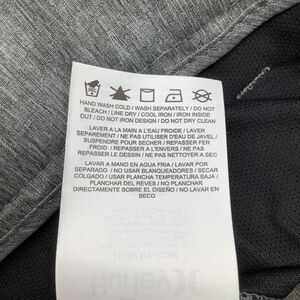 HAND WASH COLD / WASH SEPARATELY / DO NOT
BLEACH / LINE DRY / COOL IRON / IRON INSIDE
OUT / DO NOT IRON DESIGN / DO NOT DRY CLEAN
LAVER A LA MAIN A L'EAU FROIDE / LAVER
SEPAREMENT / NE PAS UTILISER D'EAU DE JAVEL /
SUSPENDRE POUR SECHER / REPASSER FER
FROID / REPASSER A L'ENVERS / NE PAS
REPASSER LE DESSIN / NE PAS NETTOYER A SEC
LAVAR A MANO EN AGUA FRIA / LAVAR POR
SEPARADO / NO USAR BLANQUEADORES / SECAR
COLGADO / USAR PLANCHA TEMPERATURA BAJA /
PLANCHAR DEL REVES / NO PLANCHAR
DIRECTAMENTE SOBRE EL DISEÑO / NO LAVAR EN
SECO
HURLEY.COM
Hurley